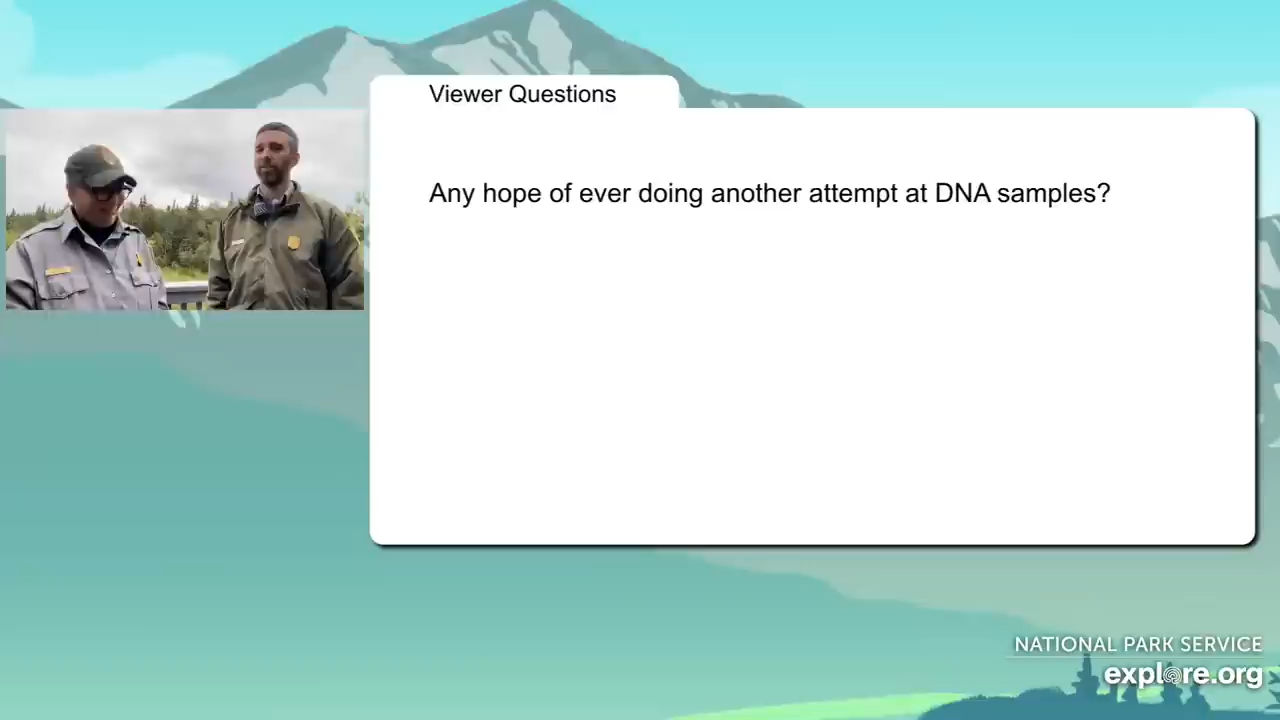 Viewer Questions
Any hope of ever doing another attempt at DNA samples?
NATIONAL PARK SERVICE
explore.org